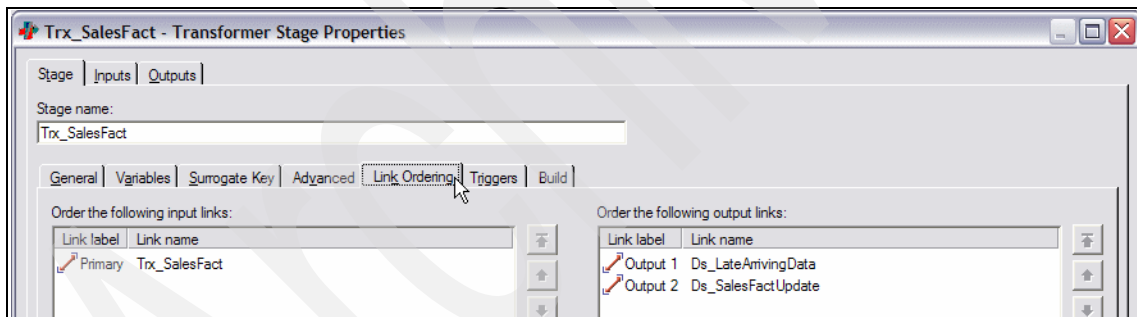 Trx_SalesFact - Transformer Stage Properties
Stage Inputs Outputs
Stage name:
Trx_SalesFact
General Variables Surrogate Key Advanced Link Ordering Triggers Build
Order the following input links:
Link label Link name
Primary Trx_SalesFact
Order the following output links:
Link label Link name
Output 1 Ds_LateArrivingData
Output 2 Ds_SalesFactUpdate